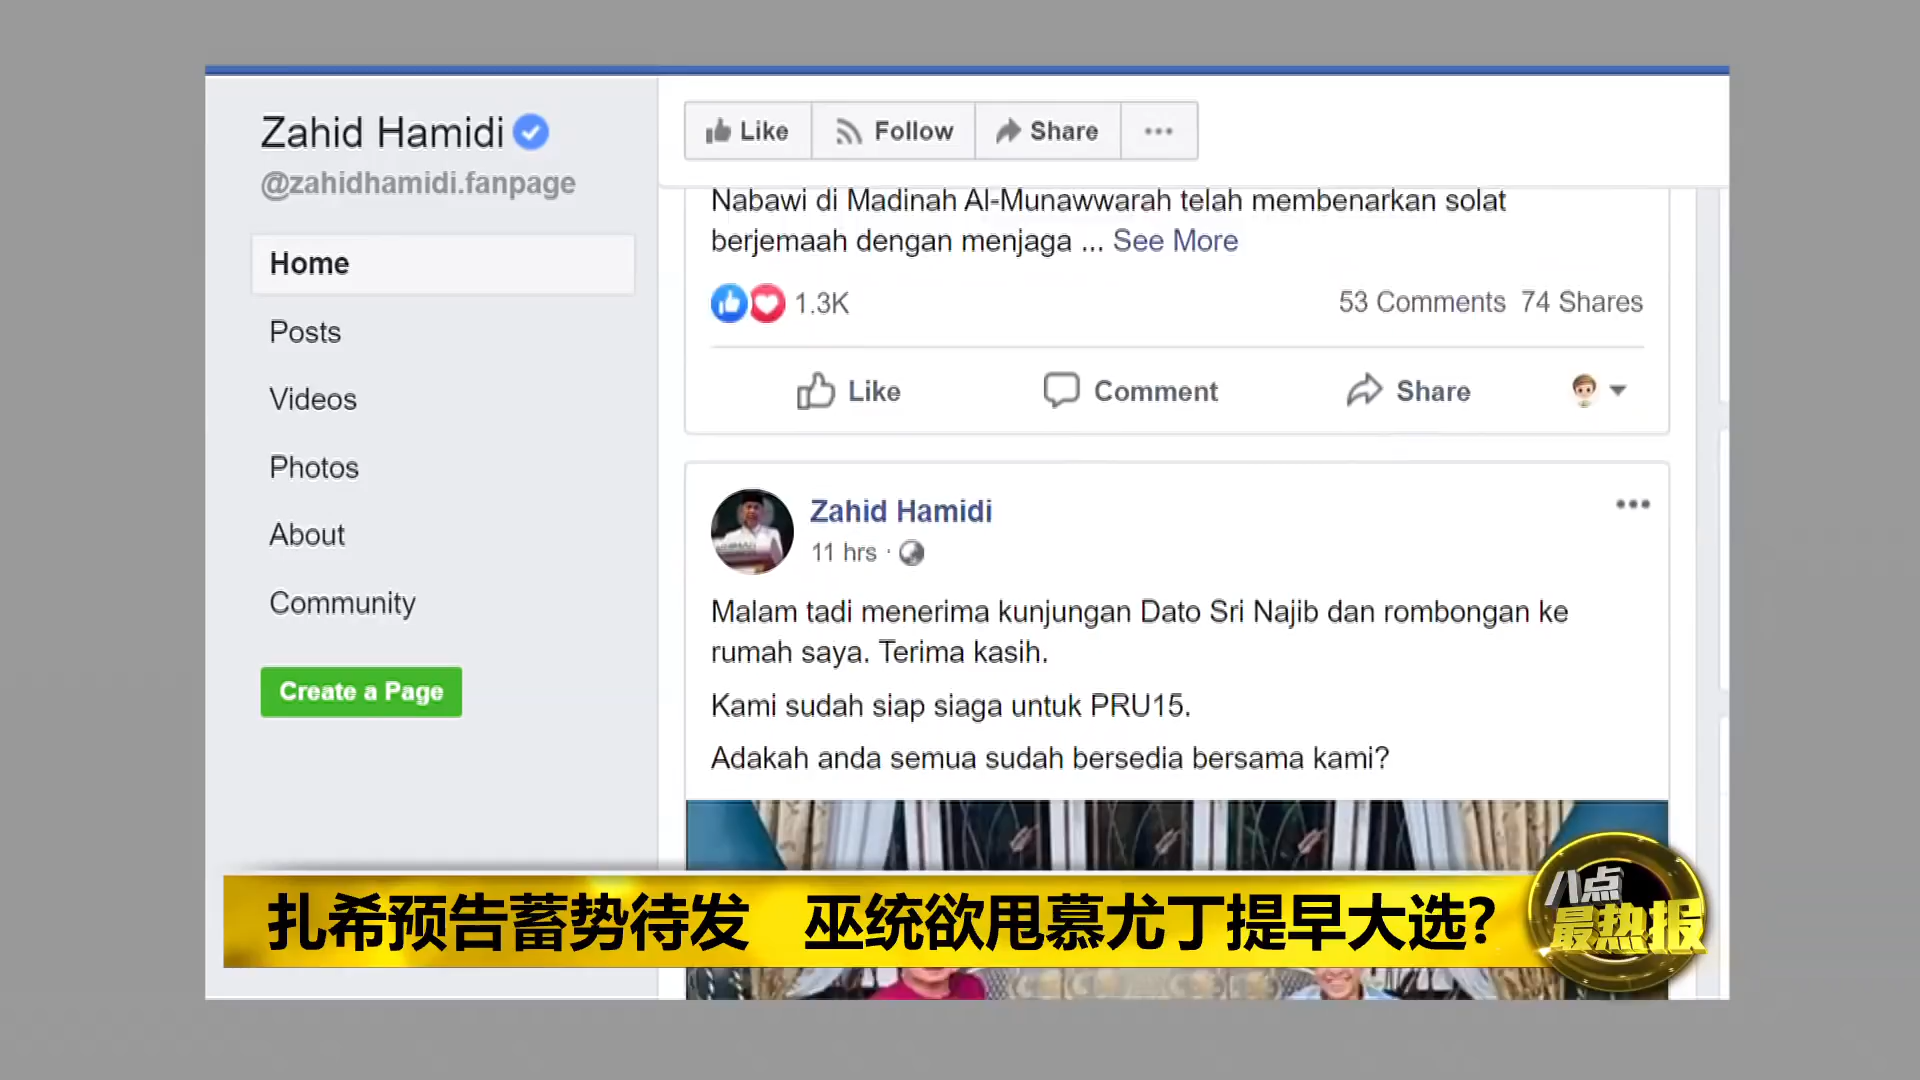 Zahid Hamidi
@zahidhamidi.fanpage
Home
Posts
Videos
Photos
About
Community
Create a Page
Like Follow Share
Nabawi di Madinah Al-Munawwarah telah membenarkan solat
berjemaah dengan menjaga ... See More
1.3K 53 Comments 74 Shares
Like Comment Share
Zahid Hamidi
11 hrs ·
Malam tadi menerima kunjungan Dato Sri Najib dan rombongan ke
rumah saya. Terima kasih.
Kami sudah siap siaga untuk PRU15.
Adakah anda semua sudah bersedia bersama kami?
扎希预告蓄势待发 巫统欲甩慕尤丁提早大选?
八点
最热报